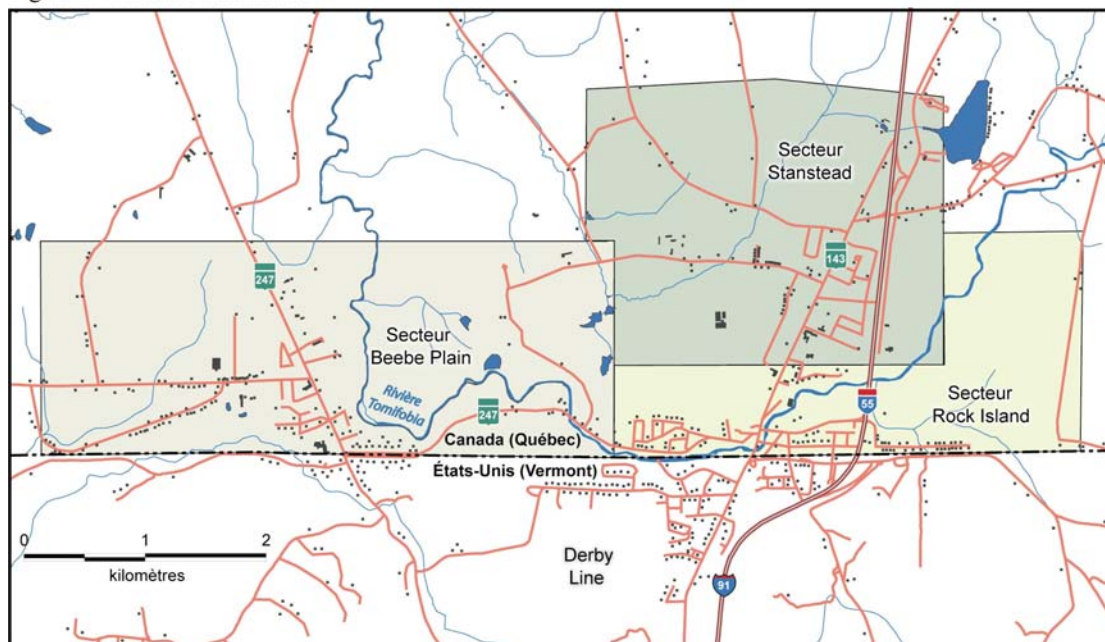 Secteur
Stanstead
247
143
Secteur
Beebe Plain
Rivière
Tomifobia
247
55
Secteur
Rock Island
Canada (Québec)
États-Unis (Vermont)
0 1 2
kilomètres
Derby
Line
91